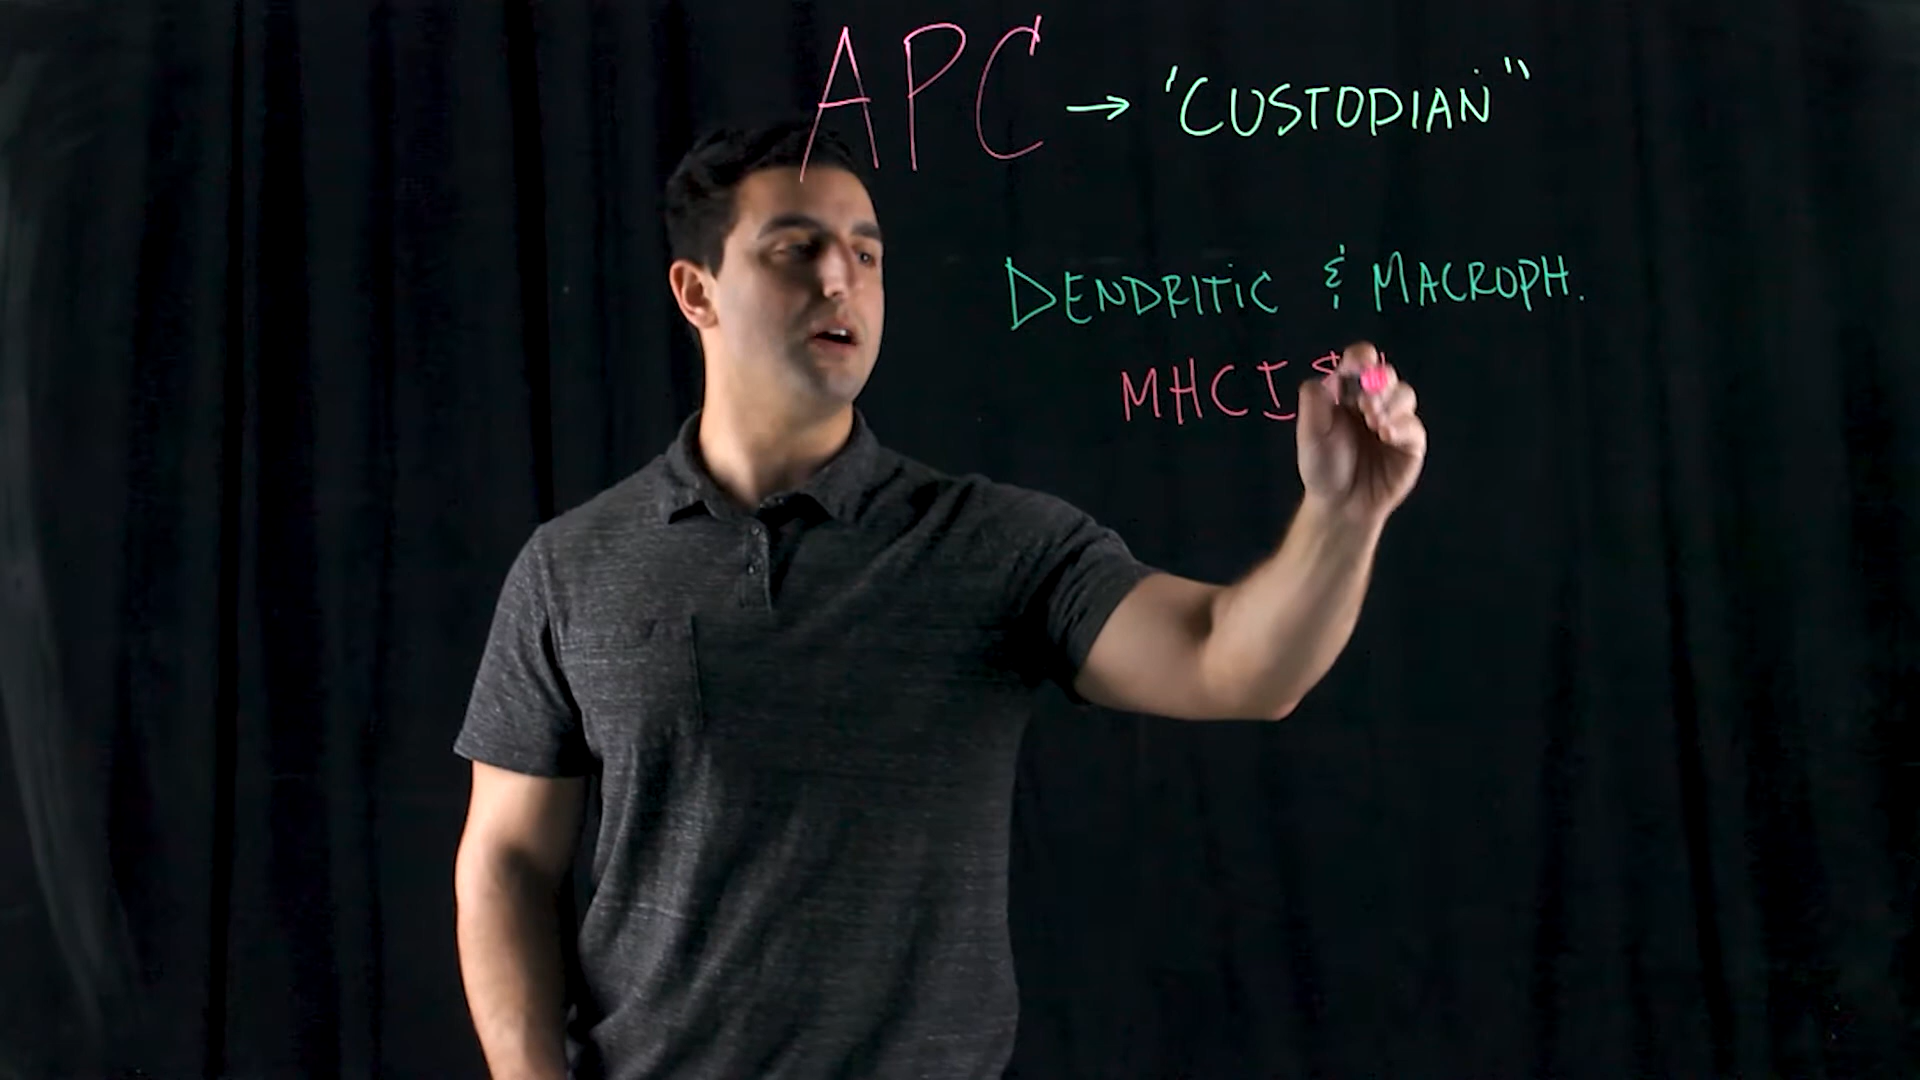 APC → 'CUSTODIAN"
DENDRITIC & MACROPH.
MHC I